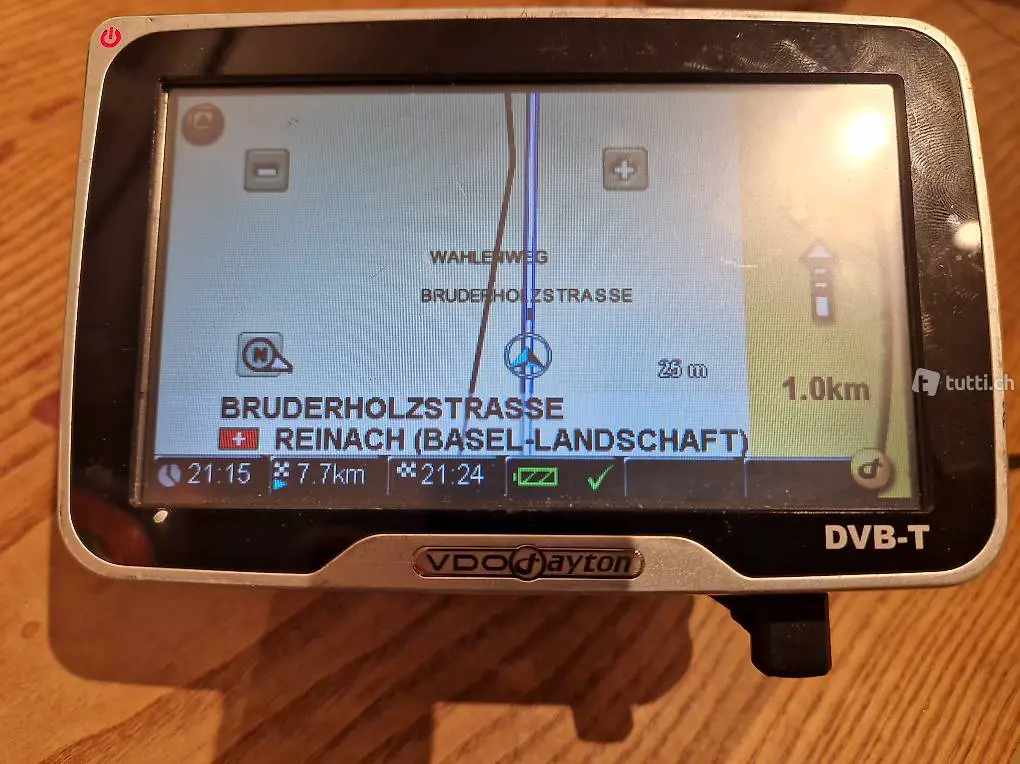 WAHLENWEG
BRUDERHOLZSTRASSE
N
25 m
1.0km
BRUDERHOLZSTRASSE
REINACH (BASEL-LANDSCHAFT)
21:15 7.7km 21:24
d
DVB-T
VDO dayton
tutti.ch